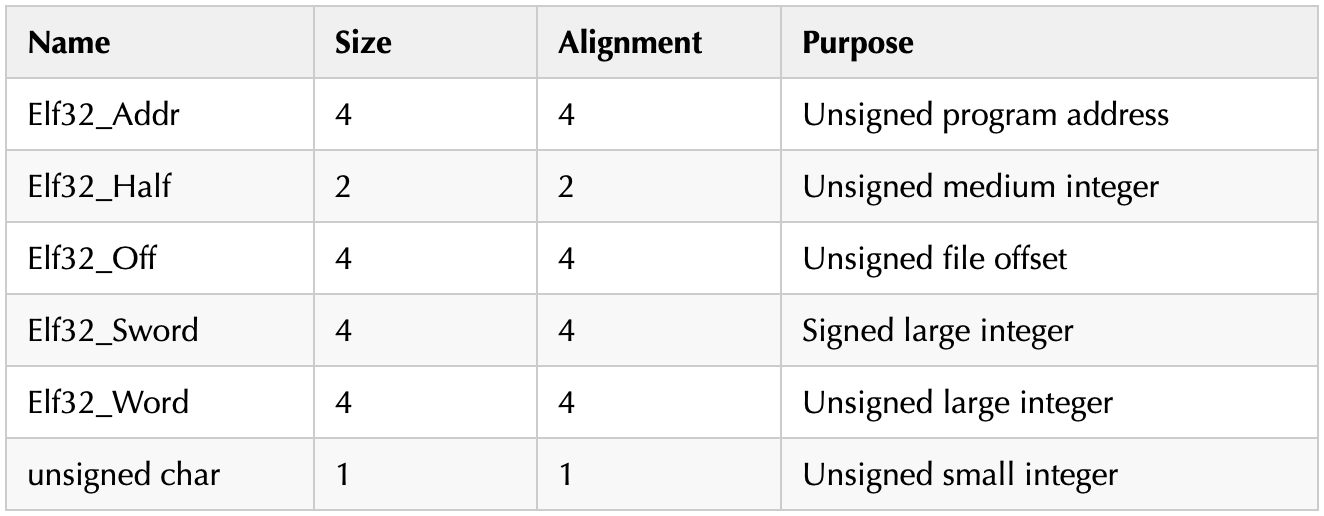 Name Size Alignment Purpose
Elf32_Addr 4 4 Unsigned program address
Elf32_Half 2 2 Unsigned medium integer
Elf32_Off 4 4 Unsigned file offset
Elf32_Sword 4 4 Signed large integer
Elf32_Word 4 4 Unsigned large integer
unsigned char 1 1 Unsigned small integer